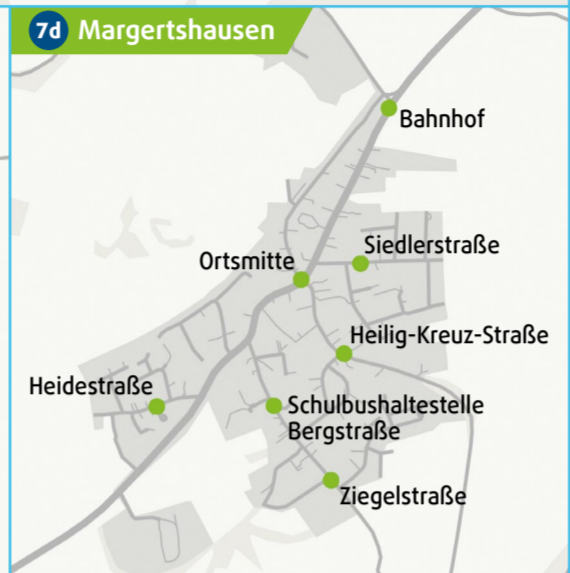 7d Margertshausen
Bahnhof
Siedlerstraße
Ortsmitte
Heilig-Kreuz-Straße
Heidestraße
Schulbushaltestelle
Bergstraße
Ziegelstraße